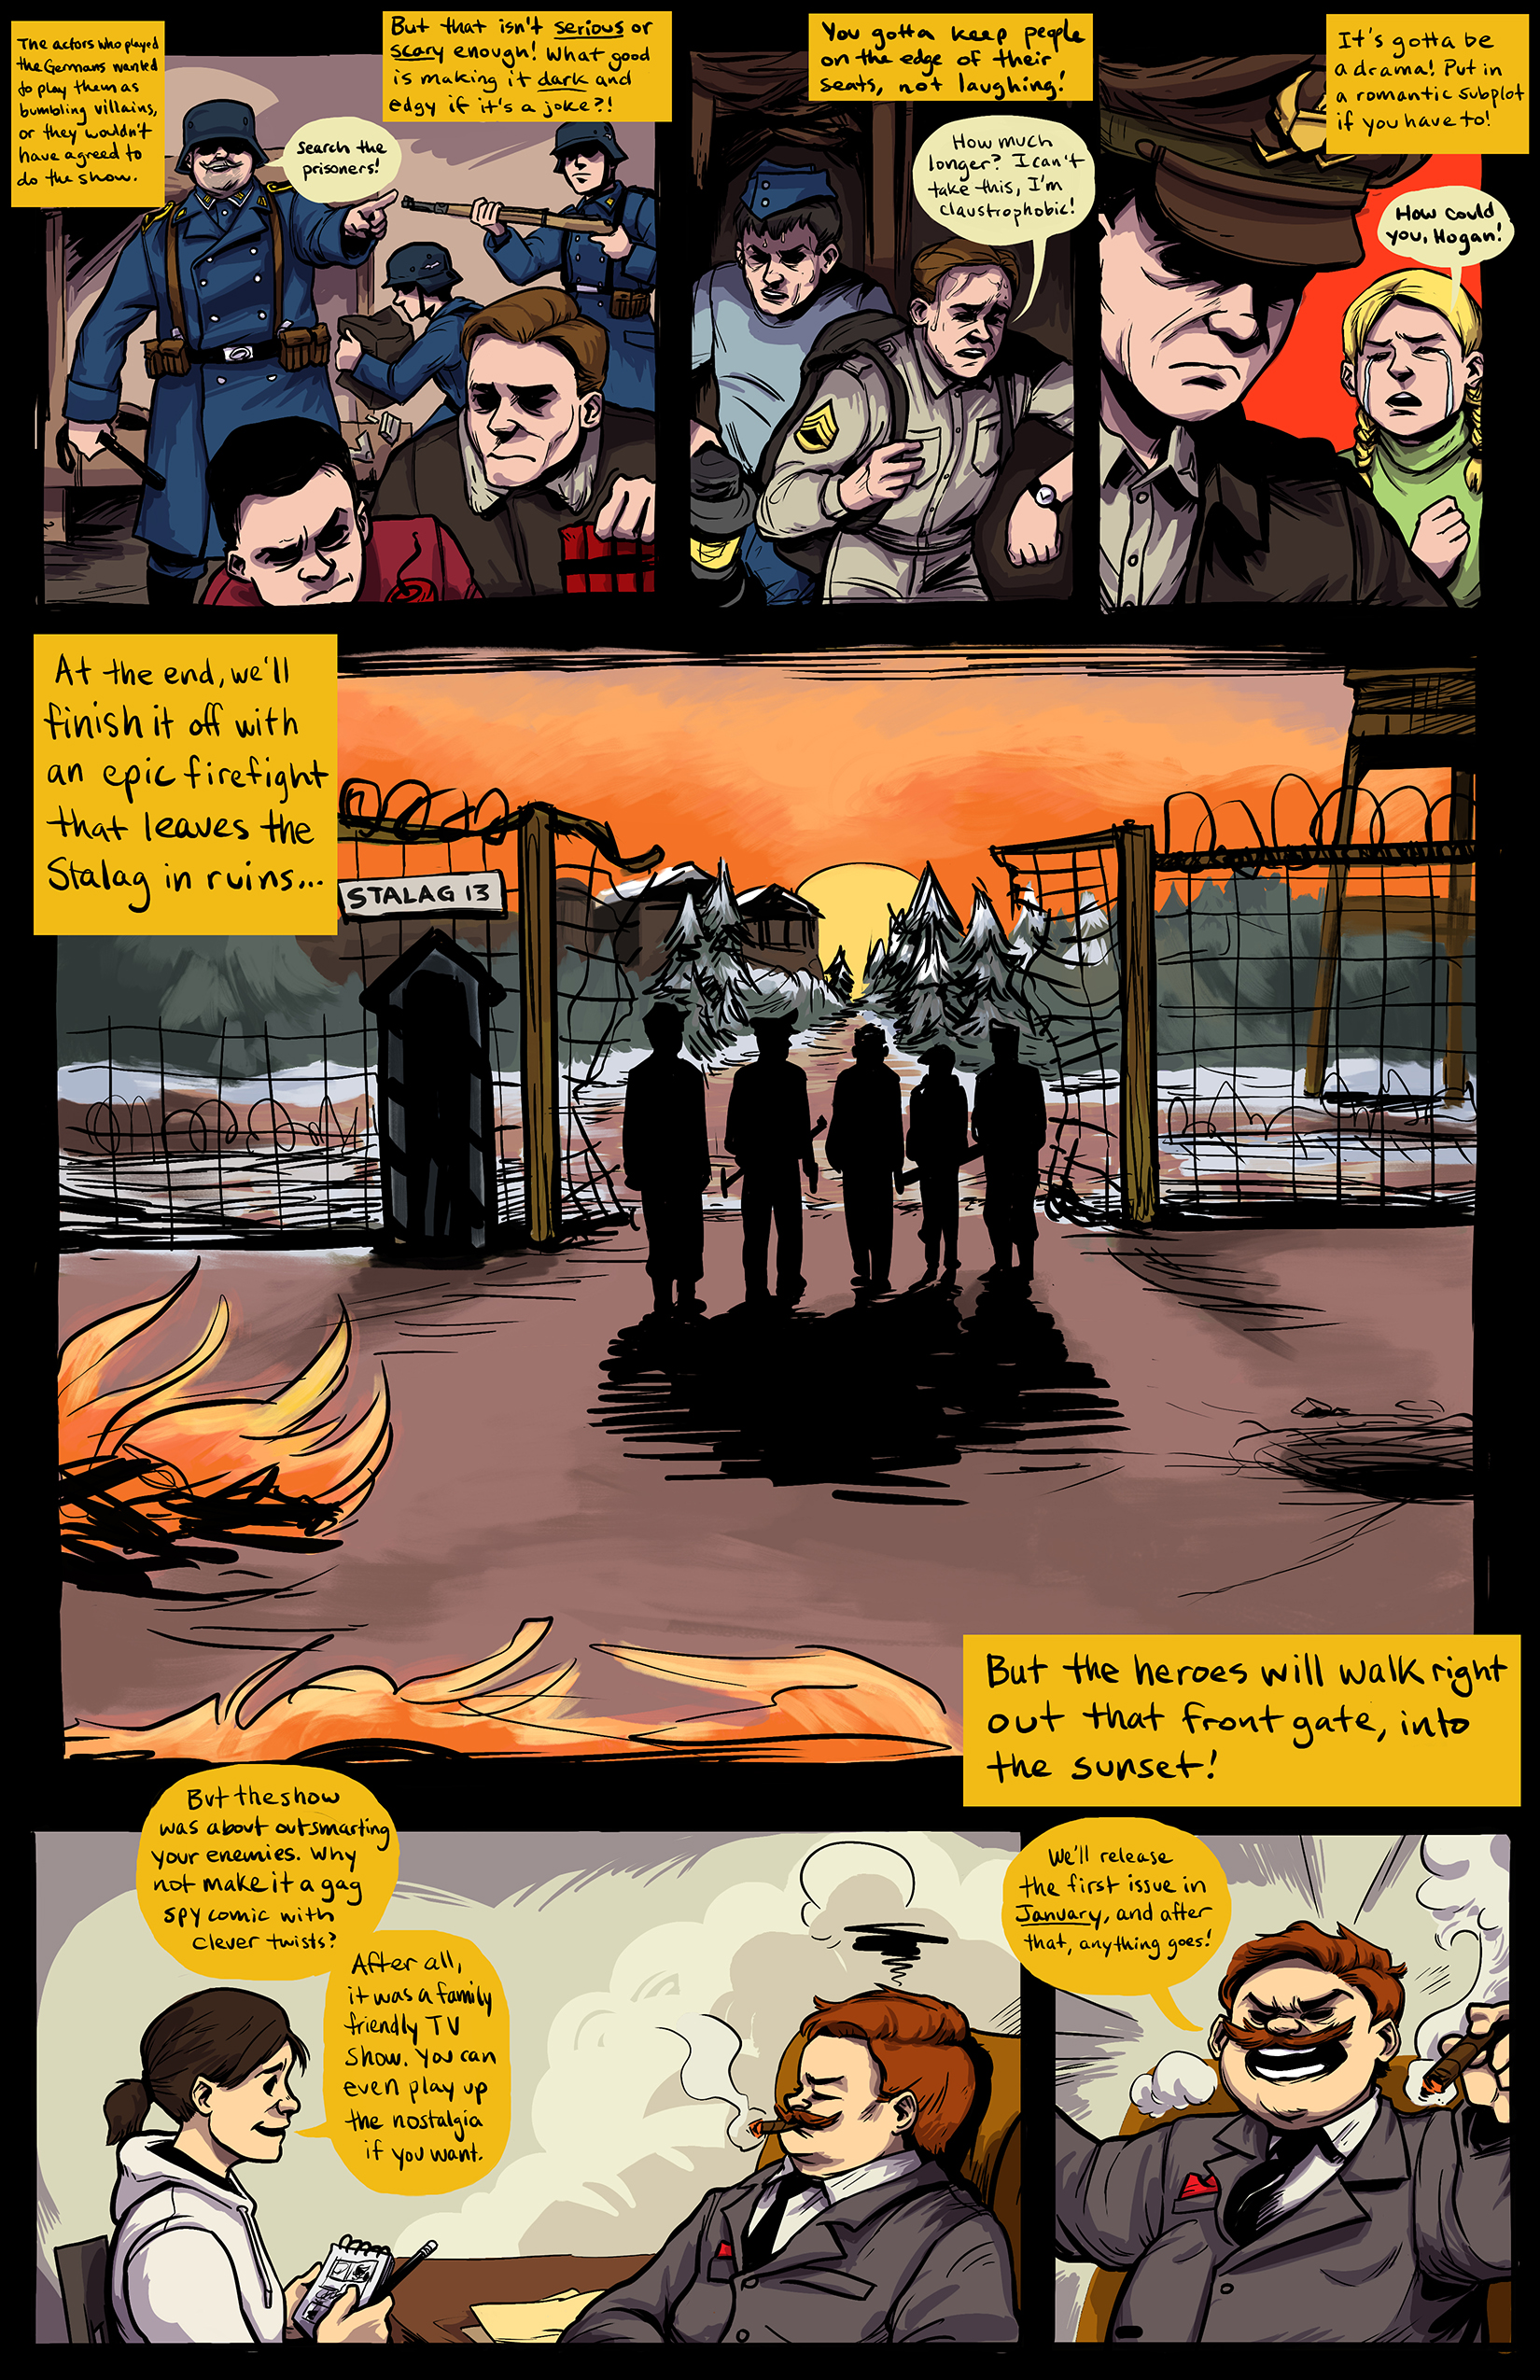 The actors who played
the Germans wanted
to play them as
bumbling villains,
or they wouldn't
have agreed to
do the show.
Search the
prisoners!
But that isn't serious or
scary enough! What good
is making it dark and
edgy if it's a joke?!
You gotta keep people
on the edge of their
seats, not laughing!
How much
longer? I can't
take this, I'm
claustrophobic!
It's gotta be
a drama! Put in
a romantic subplot
if you have to!
How could
you, Hogan!
At the end, we'll
finish it off with
an epic firefight
that leaves the
Stalag in ruins...
STALAG 13
But the heroes will walk right
out that front gate, into
the sunset!
But the show
was about outsmarting
your enemies. Why
not make it a gag
spy comic with
clever twists?
After all,
it was a family
friendly TV
show. You can
even play up
the nostalgia
if you want.
We'll release
the first issue in
January, and after
that, anything goes!